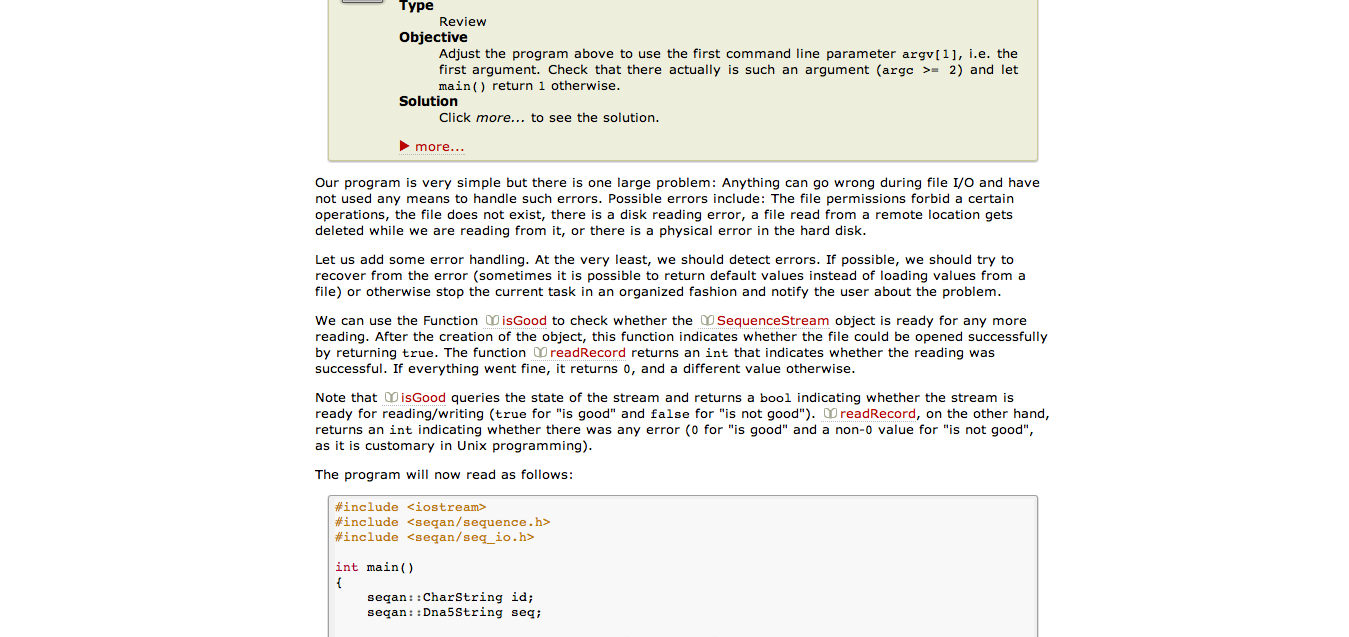 Type
Review
Objective
Adjust the program above to use the first command line parameter argv[1], i.e. the
first argument. Check that there actually is such an argument (argc >= 2) and let
main() return 1 otherwise.
Solution
Click more... to see the solution.
more...
Our program is very simple but there is one large problem: Anything can go wrong during file I/O and have
not used any means to handle such errors. Possible errors include: The file permissions forbid a certain
operations, the file does not exist, there is a disk reading error, a file read from a remote location gets
deleted while we are reading from it, or there is a physical error in the hard disk.
Let us add some error handling. At the very least, we should detect errors. If possible, we should try to
recover from the error (sometimes it is possible to return default values instead of loading values from a
file) or otherwise stop the current task in an organized fashion and notify the user about the problem.
We can use the Function isGood to check whether the SequenceStream object is ready for any more
reading. After the creation of the object, this function indicates whether the file could be opened successfully
by returning true. The function readRecord returns an int that indicates whether the reading was
successful. If everything went fine, it returns 0, and a different value otherwise.
Note that isGood queries the state of the stream and returns a bool indicating whether the stream is
ready for reading/writing (true for "is good" and false for "is not good"). readRecord, on the other hand,
returns an int indicating whether there was any error (0 for "is good" and a non-0 value for "is not good",
as it is customary in Unix programming).
The program will now read as follows:
#include <iostream>
#include <seqan/sequence.h>
#include <seqan/seq_io.h>
int main()
{
seqan::CharString id;
seqan::Dna5String seq;